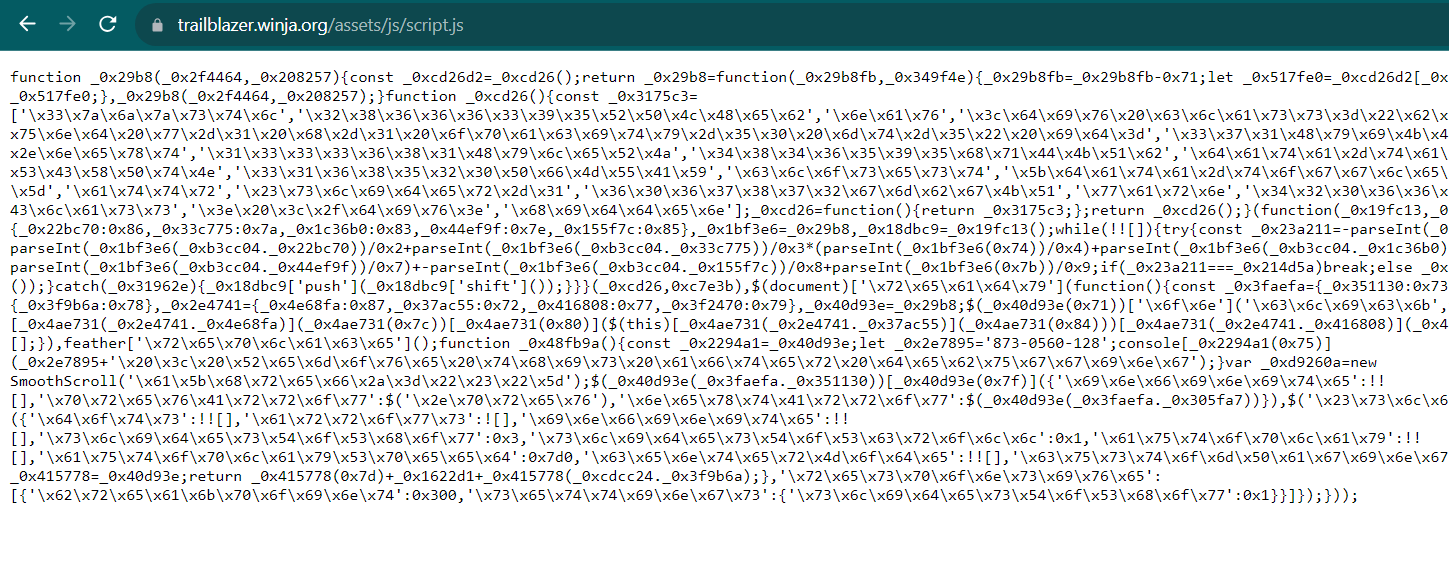 trailblazer.winja.org/assets/js/script.js
function _0x29b8(_0x2f4464,_0x208257){const _0xcd26d2=_0xcd26();return _0x29b8=function(_0x29b8fb,_0x349f4e){_0x29b8fb=_0x29b8fb-0x71;let _0x517fe0=_0xcd26d2[_0x
_0x517fe0;},_0x29b8(_0x2f4464,_0x208257);}function _0xcd26(){const _0x3175c3=
['\x33\x7a\x6a\x7a\x73\x74\x6c','\x32\x38\x36\x36\x36\x33\x39\x35\x52\x50\x4c\x48\x65\x62','\x6e\x61\x76','\x3c\x64\x69\x76\x20\x63\x6c\x61\x73\x73\x3d\x22\x62\x
\x75\x6e\x64\x20\x77\x2d\x31\x20\x68\x2d\x31\x20\x6f\x70\x61\x63\x69\x74\x79\x2d\x35\x30\x20\x6d\x74\x2d\x35\x22\x20\x69\x64\x3d','\x33\x37\x31\x48\x79\x69\x4b\x4
\x2e\x6e\x65\x78\x74','\x31\x33\x33\x33\x36\x38\x31\x48\x79\x6c\x65\x52\x4a','\x34\x38\x34\x36\x35\x39\x35\x68\x71\x44\x4b\x51\x62','\x64\x61\x74\x61\x2d\x74\x61\
\x53\x43\x58\x50\x74\x4e','\x33\x31\x36\x38\x35\x32\x30\x50\x66\x4d\x55\x41\x59','\x63\x6c\x6f\x73\x65\x73\x74','\x5b\x64\x61\x74\x61\x2d\x74\x6f\x67\x67\x6c\x65\
\x5d','\x61\x74\x74\x72','\x23\x73\x6c\x69\x64\x65\x72\x2d\x31','\x36\x30\x36\x37\x38\x37\x32\x67\x6d\x62\x67\x4b\x51','\x77\x61\x72\x6e','\x34\x32\x30\x36\x36\x
43\x6c\x61\x73\x73','\x3e\x20\x3c\x2f\x64\x69\x76\x3e','\x68\x69\x64\x64\x65\x6e'];_0xcd26=function(){return _0x3175c3;};return _0xcd26();}(function(_0x19fc13,_0
{_0x22bc70:0x86,_0x33c775:0x7a,_0x1c36b0:0x83,_0x44ef9f:0x7e,_0x155f7c:0x85},_0x1bf3e6=_0x29b8,_0x18dbc9=_0x19fc13();while(!![]){try{const _0x23a211=-parseInt(_0
parseInt(_0x1bf3e6(_0xb3cc04._0x22bc70))/0x2+parseInt(_0x1bf3e6(_0xb3cc04._0x33c775))/0x3*(parseInt(_0x1bf3e6(0x74))/0x4)+parseInt(_0x1bf3e6(_0xb3cc04._0x1c36b0)
parseInt(_0x1bf3e6(_0xb3cc04._0x44ef9f))/0x7)+-parseInt(_0x1bf3e6(_0xb3cc04._0x155f7c))/0x8+parseInt(_0x1bf3e6(0x7b))/0x9;if(_0x23a211===_0x214d5a)break;else _0x
());}catch(_0x31962e){_0x18dbc9['push'](_0x18dbc9['shift']());}}}(_0xcd26,0xc7e3b),$(document)['\x72\x65\x61\x64\x79'](function(){const _0x3faefa={_0x351130:0x73
{_0x3f9b6a:0x78},_0x2e4741={_0x4e68fa:0x87,_0x37ac55:0x72,_0x416808:0x77,_0x3f2470:0x79},_0x40d93e=_0x29b8;$(_0x40d93e(0x71))['\x6f\x6e']('\x63\x6c\x69\x63\x6b',
[_0x4ae731(_0x2e4741._0x4e68fa)](_0x4ae731(0x7c))[_0x4ae731(0x80)]($(this)[_0x4ae731(_0x2e4741._0x37ac55)](_0x4ae731(0x84)))[_0x4ae731(_0x2e4741._0x416808)](_0x4
[];}),feather['\x72\x65\x70\x6c\x61\x63\x65']();function _0x48fb9a(){const _0x2294a1=_0x40d93e;let _0x2e7895='873-0560-128';console[_0x2294a1(0x75)]
(_0x2e7895+'\x20\x3c\x20\x52\x65\x6d\x6f\x76\x65\x20\x74\x68\x69\x73\x20\x61\x66\x74\x65\x72\x20\x64\x65\x62\x75\x67\x67\x69\x6e\x67');}var _0xd9260a=new
SmoothScroll('\x61\x5b\x68\x72\x65\x66\x2a\x3d\x22\x23\x22\x5d');$(_0x40d93e(_0x3faefa._0x351130))[_0x40d93e(0x7f)]({'\x69\x6e\x66\x69\x6e\x69\x74\x65':!!
[],'\x70\x72\x65\x76\x41\x72\x72\x6f\x77':$('\x2e\x70\x72\x65\x76'),'\x6e\x65\x78\x74\x41\x72\x72\x6f\x77':$(_0x40d93e(_0x3faefa._0x305fa7))}),$('\x23\x73\x6c\x6
({'\x64\x6f\x74\x73':!![],'\x61\x72\x72\x6f\x77\x73':![],'\x69\x6e\x66\x69\x6e\x69\x74\x65':!!
[],'\x73\x6c\x69\x64\x65\x73\x54\x6f\x53\x68\x6f\x77':0x3,'\x73\x6c\x69\x64\x65\x73\x54\x6f\x53\x63\x72\x6f\x6c\x6c':0x1,'\x61\x75\x74\x6f\x70\x6c\x61\x79':!!
[],'\x61\x75\x74\x6f\x70\x6c\x61\x79\x53\x70\x65\x65\x64':0x7d0,'\x63\x65\x6e\x74\x65\x72\x4d\x6f\x64\x65':!![],'\x63\x75\x73\x74\x6f\x6d\x50\x61\x67\x69\x6e\x67
_0x415778=_0x40d93e;return _0x415778(0x7d)+_0x1622d1+_0x415778(_0xcdcc24._0x3f9b6a);},'\x72\x65\x73\x70\x6f\x6e\x73\x69\x76\x65':
[{'\x62\x72\x65\x61\x6b\x70\x6f\x69\x6e\x74':0x300,'\x73\x65\x74\x74\x69\x6e\x67\x73':{'\x73\x6c\x69\x64\x65\x73\x54\x6f\x53\x68\x6f\x77':0x1}}]});}));